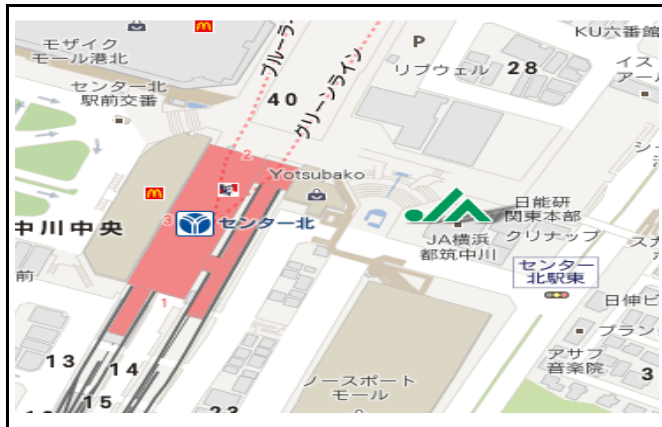 モザイク
モール港北
センター北
駅前交番
ブルーラ
グリーンライン
40
P
リブウェル
28
KU六番館
イス
アール
2
Yotsubako
中川中央
3
センター北
JA
JA横浜
都筑中川
日能研
関東本部
クリナップ
スカ
センター
北駅東
前
1
日伸ビ
プラン
アサフ
音楽院
3
13
14
15
23
ノースポート
モール